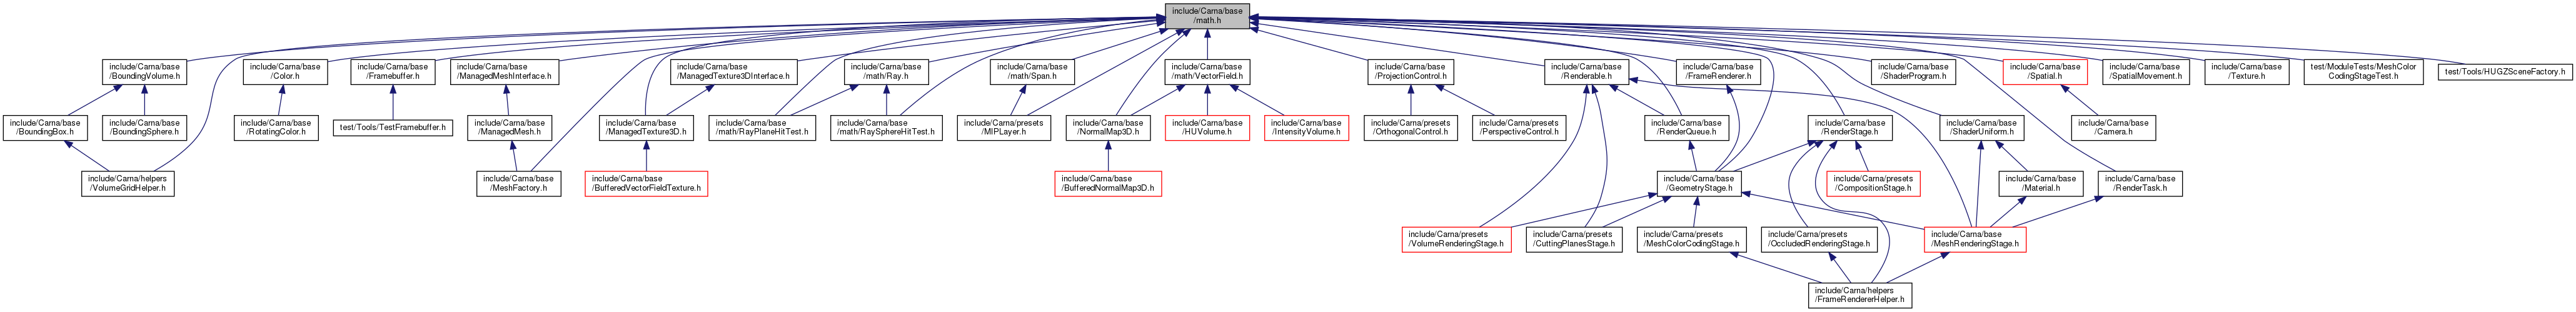 include/Carna/base
/math.h
include/Carna/base
/BoundingVolume.h
include/Carna/base
/Color.h
include/Carna/base
/Framebuffer.h
include/Carna/base
/ManagedMeshInterface.h
include/Carna/base
/ManagedTexture3DInterface.h
include/Carna/base
/math/Ray.h
include/Carna/base
/math/Span.h
include/Carna/base
/math/VectorField.h
include/Carna/base
/ProjectionControl.h
include/Carna/base
/Renderable.h
include/Carna/base
/FrameRenderer.h
include/Carna/base
/ShaderProgram.h
include/Carna/base
/Spatial.h
include/Carna/base
/SpatialMovement.h
include/Carna/base
/Texture.h
test/ModuleTests/MeshColor
CodingStageTest.h
test/Tools/HUGZSceneFactory.h
include/Carna/base
/BoundingBox.h
include/Carna/base
/BoundingSphere.h
include/Carna/base
/RotatingColor.h
test/Tools/TestFramebuffer.h
include/Carna/base
/ManagedMesh.h
include/Carna/base
/ManagedTexture3D.h
include/Carna/base
/math/RayPlaneHitTest.h
include/Carna/base
/math/RaySphereHitTest.h
include/Carna/presets
/MIPLayer.h
include/Carna/base
/NormalMap3D.h
include/Carna/base
/HUVolume.h
include/Carna/base
/IntensityVolume.h
include/Carna/presets
/OrthogonalControl.h
include/Carna/presets
/PerspectiveControl.h
include/Carna/base
/RenderQueue.h
include/Carna/base
/RenderStage.h
include/Carna/base
/ShaderUniform.h
include/Carna/base
/Camera.h
include/Carna/helpers
/VolumeGridHelper.h
include/Carna/base
/MeshFactory.h
include/Carna/base
/BufferedVectorFieldTexture.h
include/Carna/base
/BufferedNormalMap3D.h
include/Carna/base
/GeometryStage.h
include/Carna/presets
/CompositionStage.h
include/Carna/base
/Material.h
include/Carna/base
/RenderTask.h
include/Carna/presets
/VolumeRenderingStage.h
include/Carna/presets
/CuttingPlanesStage.h
include/Carna/presets
/MeshColorCodingStage.h
include/Carna/presets
/OccludedRenderingStage.h
include/Carna/base
/MeshRenderingStage.h
include/Carna/helpers
/FrameRendererHelper.h